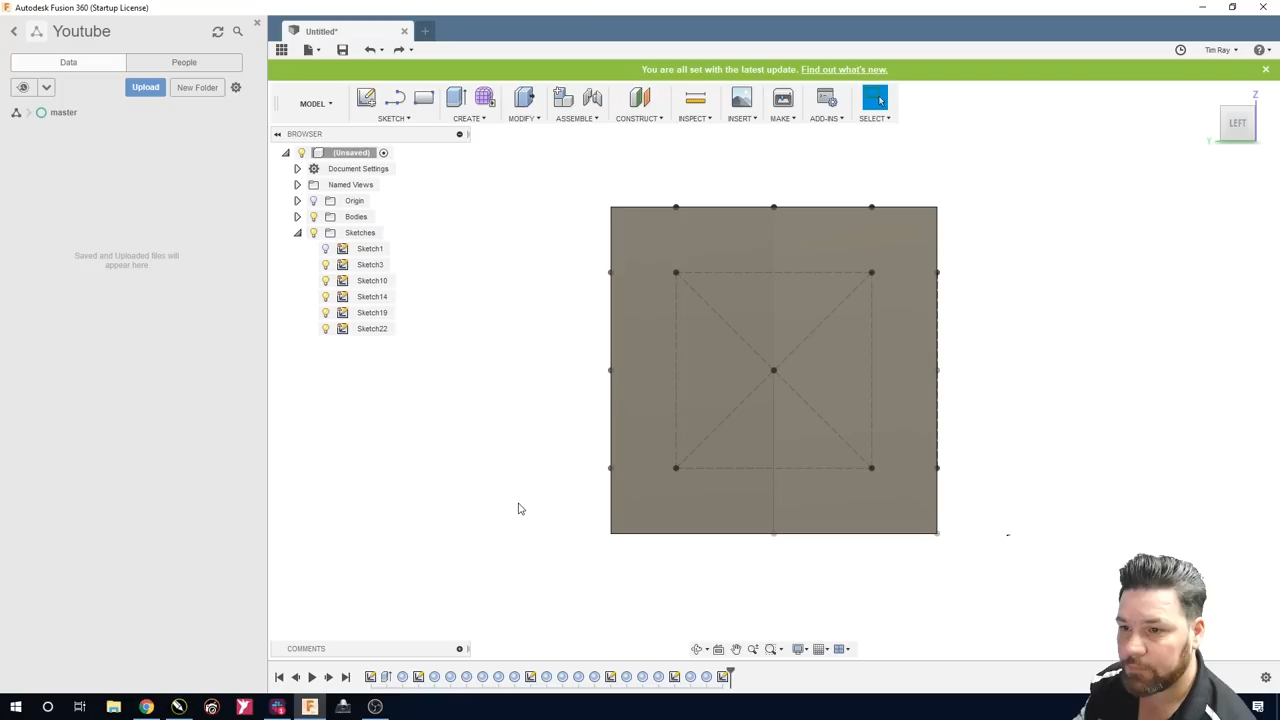 Autodesk Fusion 360 (Startup License)
Youtube
Untitled*
Data
People
Tim Ray
Upload
New Folder
You are all set with the latest update. Find out what's new.
master
MODEL
SKETCH
CREATE
MODIFY
ASSEMBLE
CONSTRUCT
INSPECT
INSERT
MAKE
ADD-INS
SELECT
Z
LEFT
Y
BROWSER
(Unsaved)
Document Settings
Named Views
Origin
Bodies
Sketches
Sketch1
Sketch3
Sketch10
Sketch14
Sketch19
Sketch22
Saved and Uploaded files will
appear here
COMMENTS